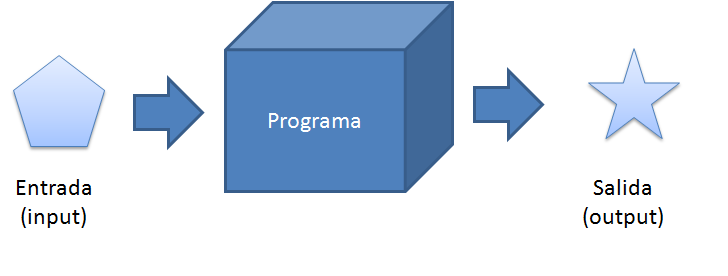 Programa
Entrada
(input)
Salida
(output)